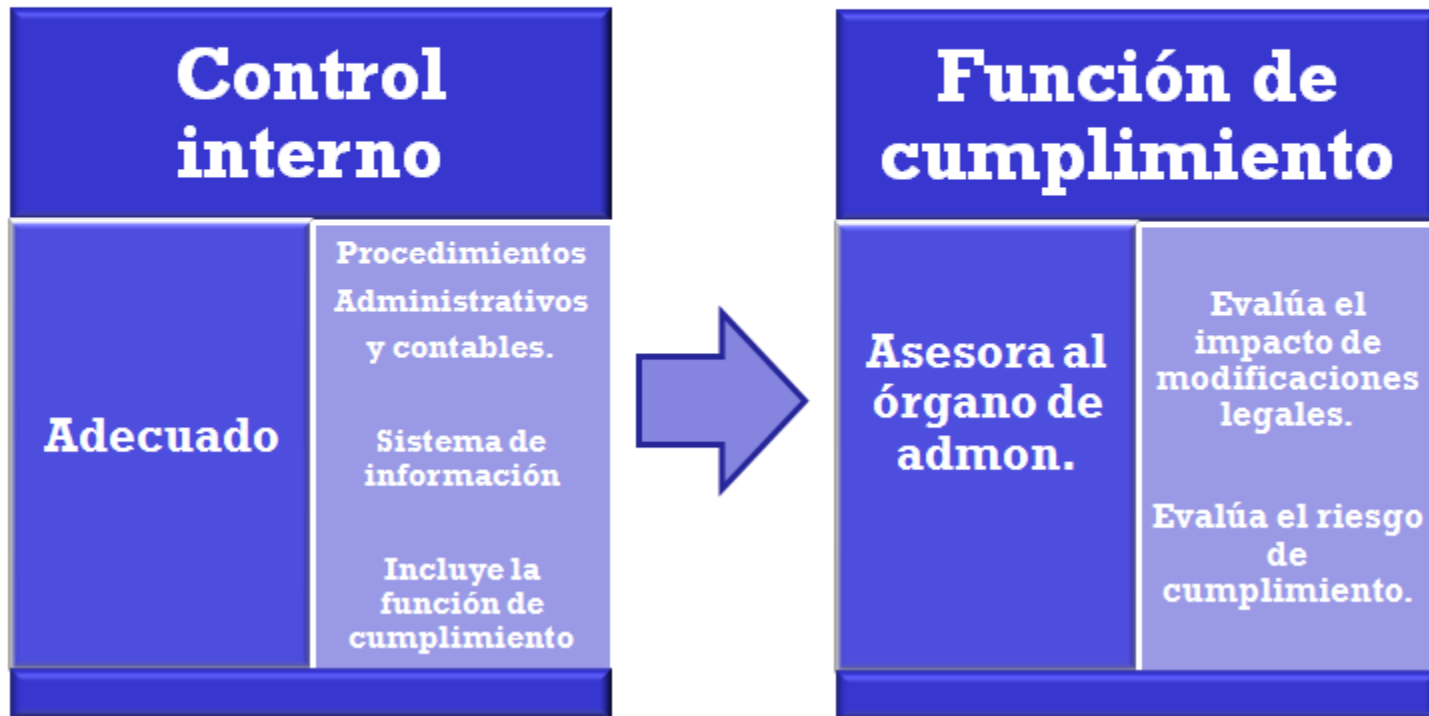 Control
interno
Adecuado
Procedimientos
Administrativos
y contables.
Sistema de
información
Incluye la
función de
cumplimiento
Función de
cumplimiento
Asesora al
órgano de
admon.
Evalúa el
impacto de
modificaciones
legales.
Evalúa el riesgo
de
cumplimiento.